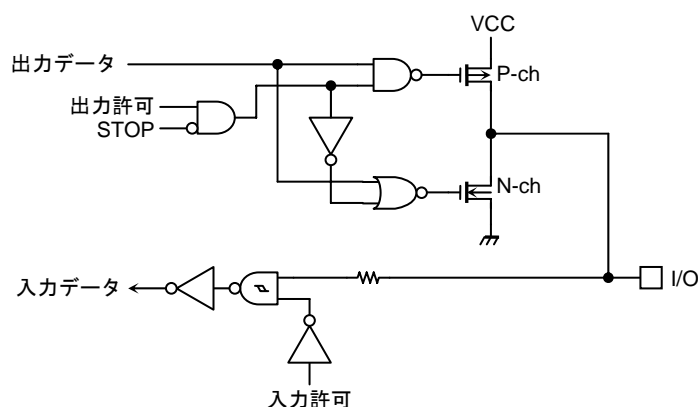 VCC
出力データ
P-ch
出力許可
STOP
N-ch
入力データ
I/O
入力許可